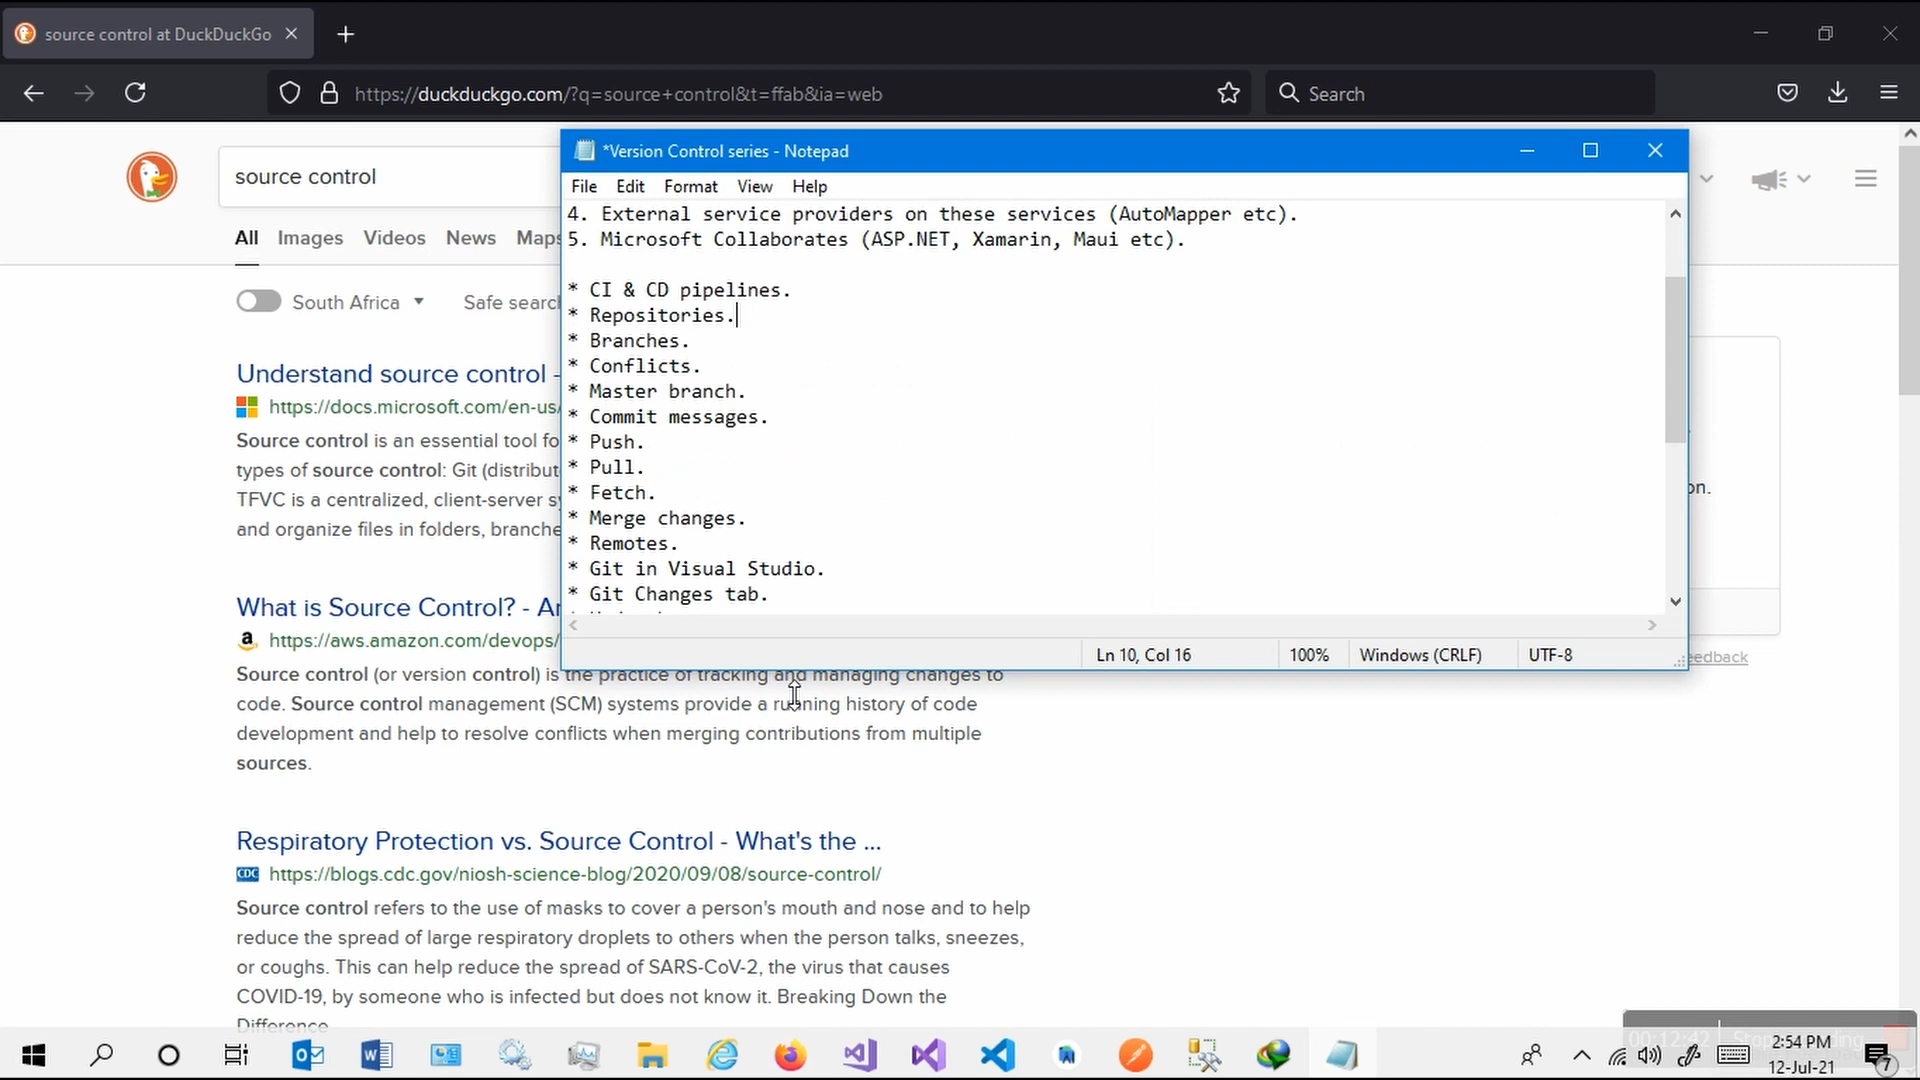 source control at DuckDuckGo
https://duckduckgo.com/?q=source+control&t=ffab&ia=web
Search
source control
All Images Videos News Maps
South Africa
Safe search
*Version Control series - Notepad
File Edit Format View Help
4. External service providers on these services (AutoMapper etc).
5. Microsoft Collaborates (ASP.NET, Xamarin, Maui etc).
* CI & CD pipelines.
* Repositories.
* Branches.
* Conflicts.
* Master branch.
* Commit messages.
* Push.
* Pull.
* Fetch.
* Merge changes.
* Remotes.
* Git in Visual Studio.
* Git Changes tab.
Ln 10, Col 16
100%
Windows (CRLF)
UTF-8
on.
eedback
Understand source control -
https://docs.microsoft.com/en-us/
Source control is an essential tool fo
types of source control: Git (distribut
TFVC is a centralized, client-server sy
and organize files in folders, branche
What is Source Control? - A
https://aws.amazon.com/devops/
Source control (or version control) is the practice of tracking and managing changes to
code. Source control management (SCM) systems provide a running history of code
development and help to resolve conflicts when merging contributions from multiple
sources.
Respiratory Protection vs. Source Control - What's the ...
CDC
https://blogs.cdc.gov/niosh-science-blog/2020/09/08/source-control/
Source control refers to the use of masks to cover a person's mouth and nose and to help
reduce the spread of large respiratory droplets to others when the person talks, sneezes,
or coughs. This can help reduce the spread of SARS-CoV-2, the virus that causes
COVID-19, by someone who is infected but does not know it. Breaking Down the
Difference
00:12:42
2:54 PM
12-Jul-21
7